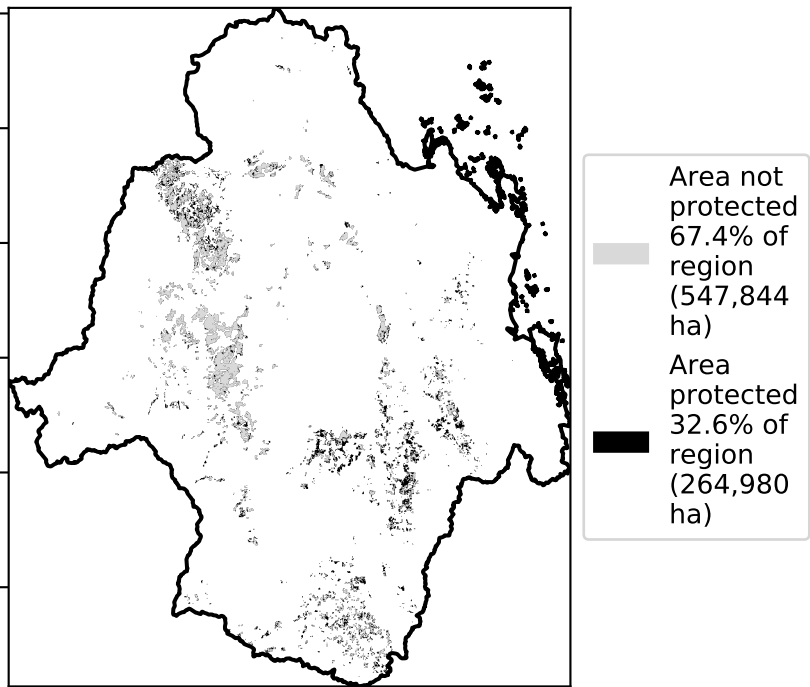 Area not
protected
67.4% of
region
(547,844
ha)
Area
protected
32.6% of
region
(264,980
ha)